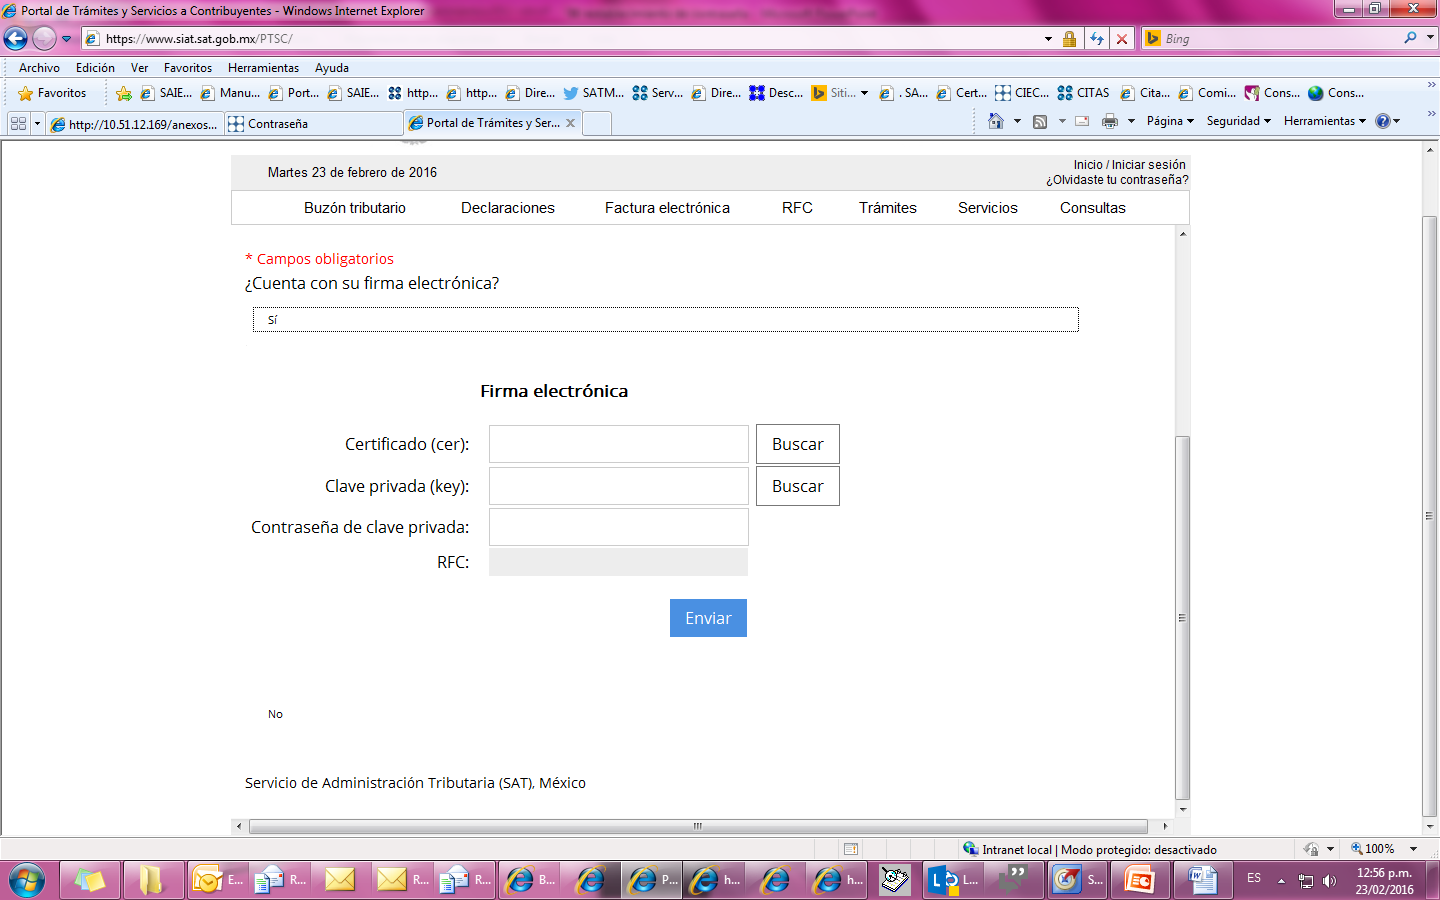 Portal de Trámites y Servicios a Contribuyentes - Windows Internet Explorer
https://www.siat.sat.gob.mx/PTSC/
Bing
Archivo Edición Ver Favoritos Herramientas Ayuda
Favoritos SAIE... Manu... Port... SAIE... http... http... Dire... SATM... Serv... Dire... Desc... Siti... . SA... Cert... CIEC... CITAS Cita... Comi... Cons... Cons...
http://10.51.12.169/anexos... Contraseña Portal de Trámites y Ser... Página Seguridad Herramientas
Inicio / Iniciar sesión
Martes 23 de febrero de 2016
¿Olvidaste tu contraseña?
Buzón tributario Declaraciones Factura electrónica RFC Trámites Servicios Consultas
* Campos obligatorios
¿Cuenta con su firma electrónica?
Sí
Firma electrónica
Certificado (cer): Buscar
Clave privada (key): Buscar
Contraseña de clave privada:
RFC:
Enviar
No
Servicio de Administración Tributaria (SAT), México
Intranet local | Modo protegido: desactivado 100%
E... R... R... R... B... P... h... h... L... S... ES 12:56 p.m.
23/02/2016